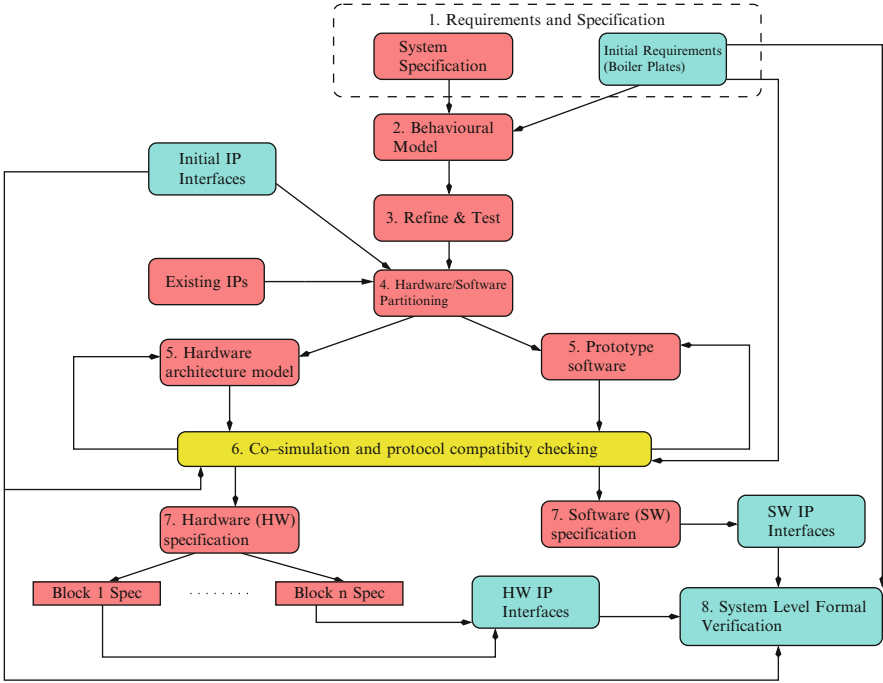 1. Requirements and Specification
System
Specification
Initial Requirements
(Boiler Plates)
2. Behavioural
Model
Initial IP
Interfaces
3. Refine & Test
Existing IPs
4. Hardware/Software
Partitioning
5. Hardware
architecture model
5. Prototype
software
6. Co-simulation and protocol compatibity checking
7. Hardware (HW)
specification
7. Software (SW)
specification
SW IP
Interfaces
Block 1 Spec
........
Block n Spec
HW IP
Interfaces
8. System Level Formal
Verification